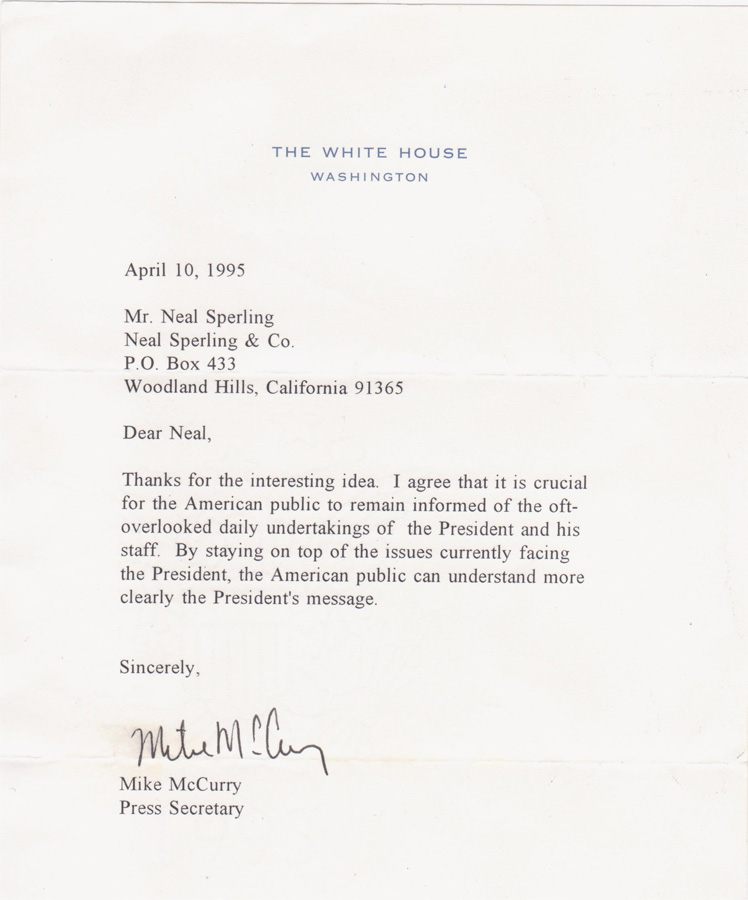 THE WHITE HOUSE
WASHINGTON
April 10, 1995
Mr. Neal Sperling
Neal Sperling & Co.
P.O. Box 433
Woodland Hills, California 91365
Dear Neal,
Thanks for the interesting idea.  I agree that it is crucial
for the American public to remain informed of the oft-
overlooked daily undertakings of  the President and his
staff.  By staying on top of the issues currently facing
the President, the American public can understand more
clearly the President's message.
Sincerely,
Mike McCurry
Mike McCurry
Press Secretary